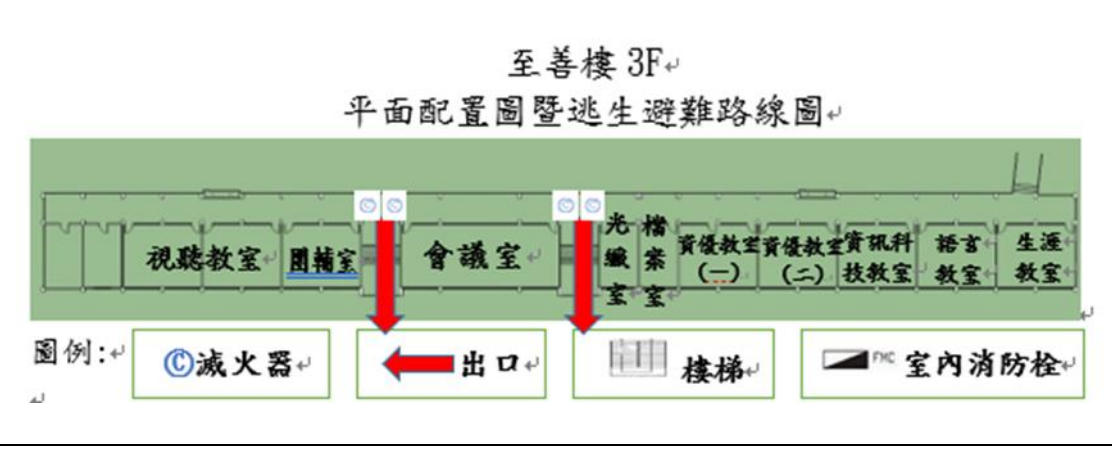 至善樓 3F
平面配置圖暨逃生避難路線圖
Ⓒ Ⓒ Ⓒ Ⓒ
視聽教室
團輔室
會議室
光纖室
檔案室
資優教室
(一)
資優教室
(二)
資訊科
技教室
語言
教室
生涯
教室
圖例:
Ⓒ滅火器
出口
樓梯
FMC 室內消防栓